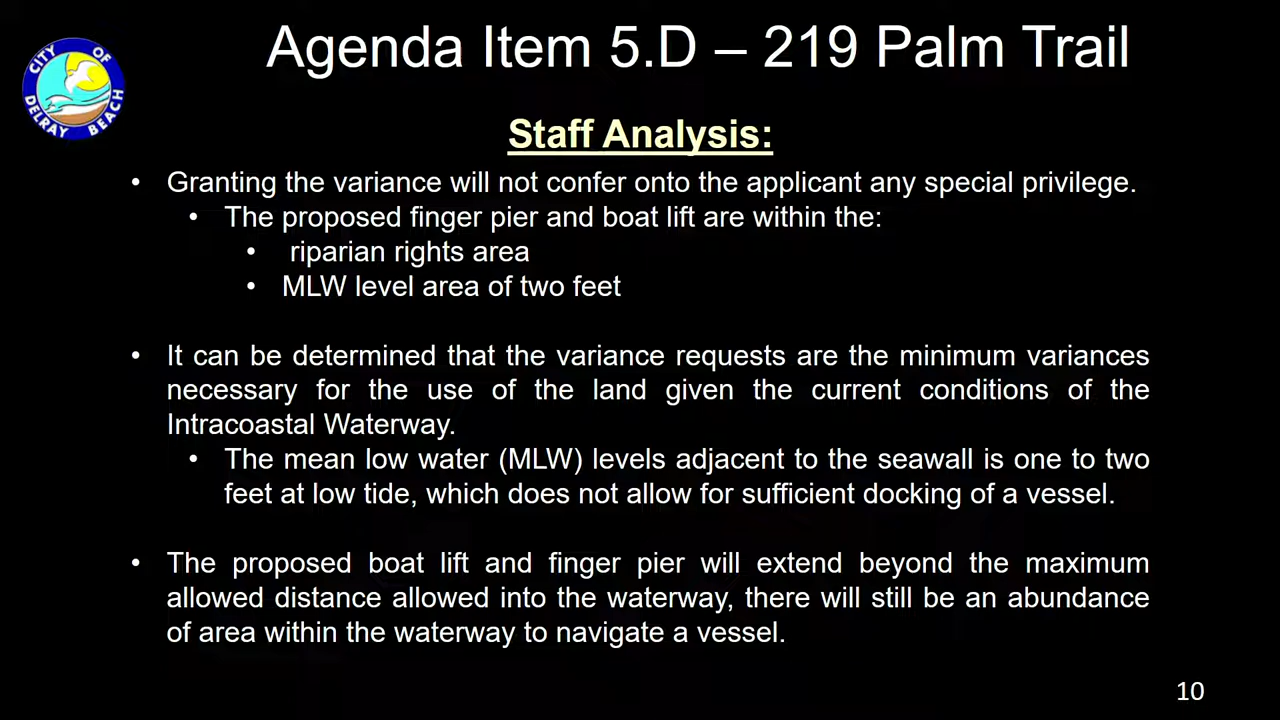 CITY OF
DELRAY BEACH
Agenda Item 5.D – 219 Palm Trail
Staff Analysis:
• Granting the variance will not confer onto the applicant any special privilege.
• The proposed finger pier and boat lift are within the:
• riparian rights area
• MLW level area of two feet
• It can be determined that the variance requests are the minimum variances
necessary for the use of the land given the current conditions of the
Intracoastal Waterway.
• The mean low water (MLW) levels adjacent to the seawall is one to two
feet at low tide, which does not allow for sufficient docking of a vessel.
• The proposed boat lift and finger pier will extend beyond the maximum
allowed distance allowed into the waterway, there will still be an abundance
of area within the waterway to navigate a vessel.
10